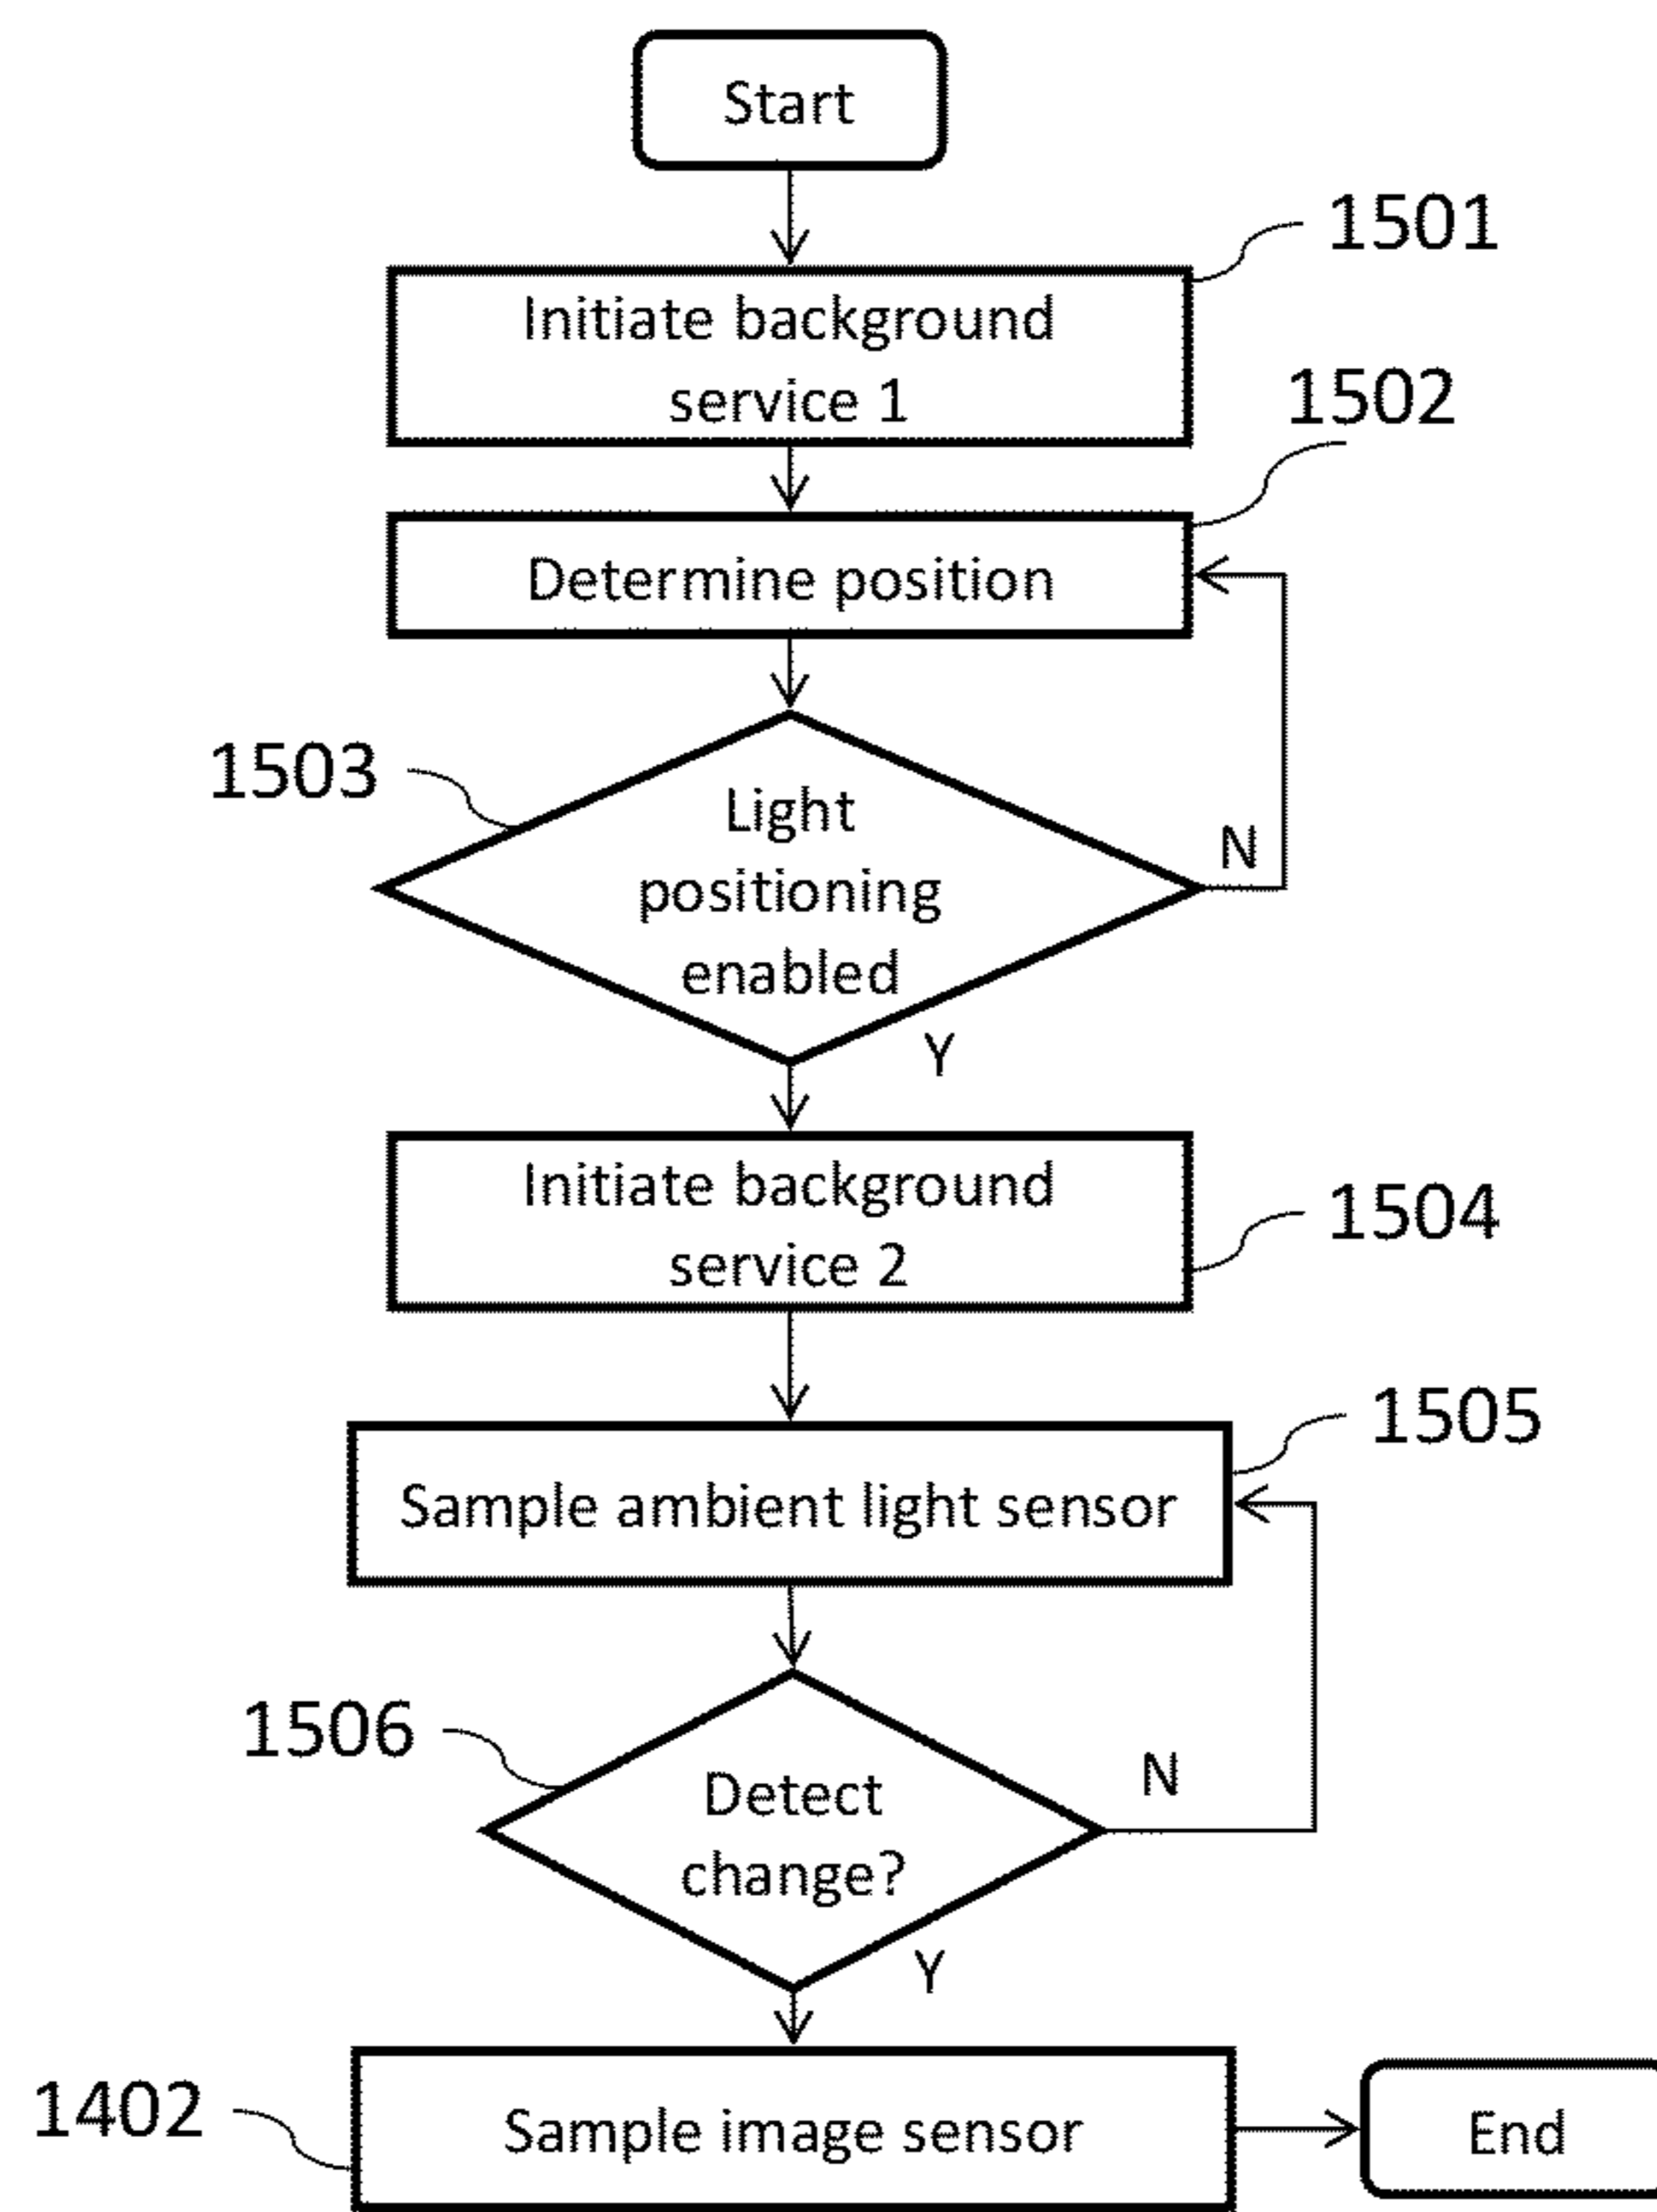 Start
1501
Initiate background
service 1
1502
Determine position
1503
Light
positioning
enabled
N
Y
Initiate background
service 2
1504
1505
Sample ambient light sensor
1506
Detect
change?
N
Y
1402
Sample image sensor
End